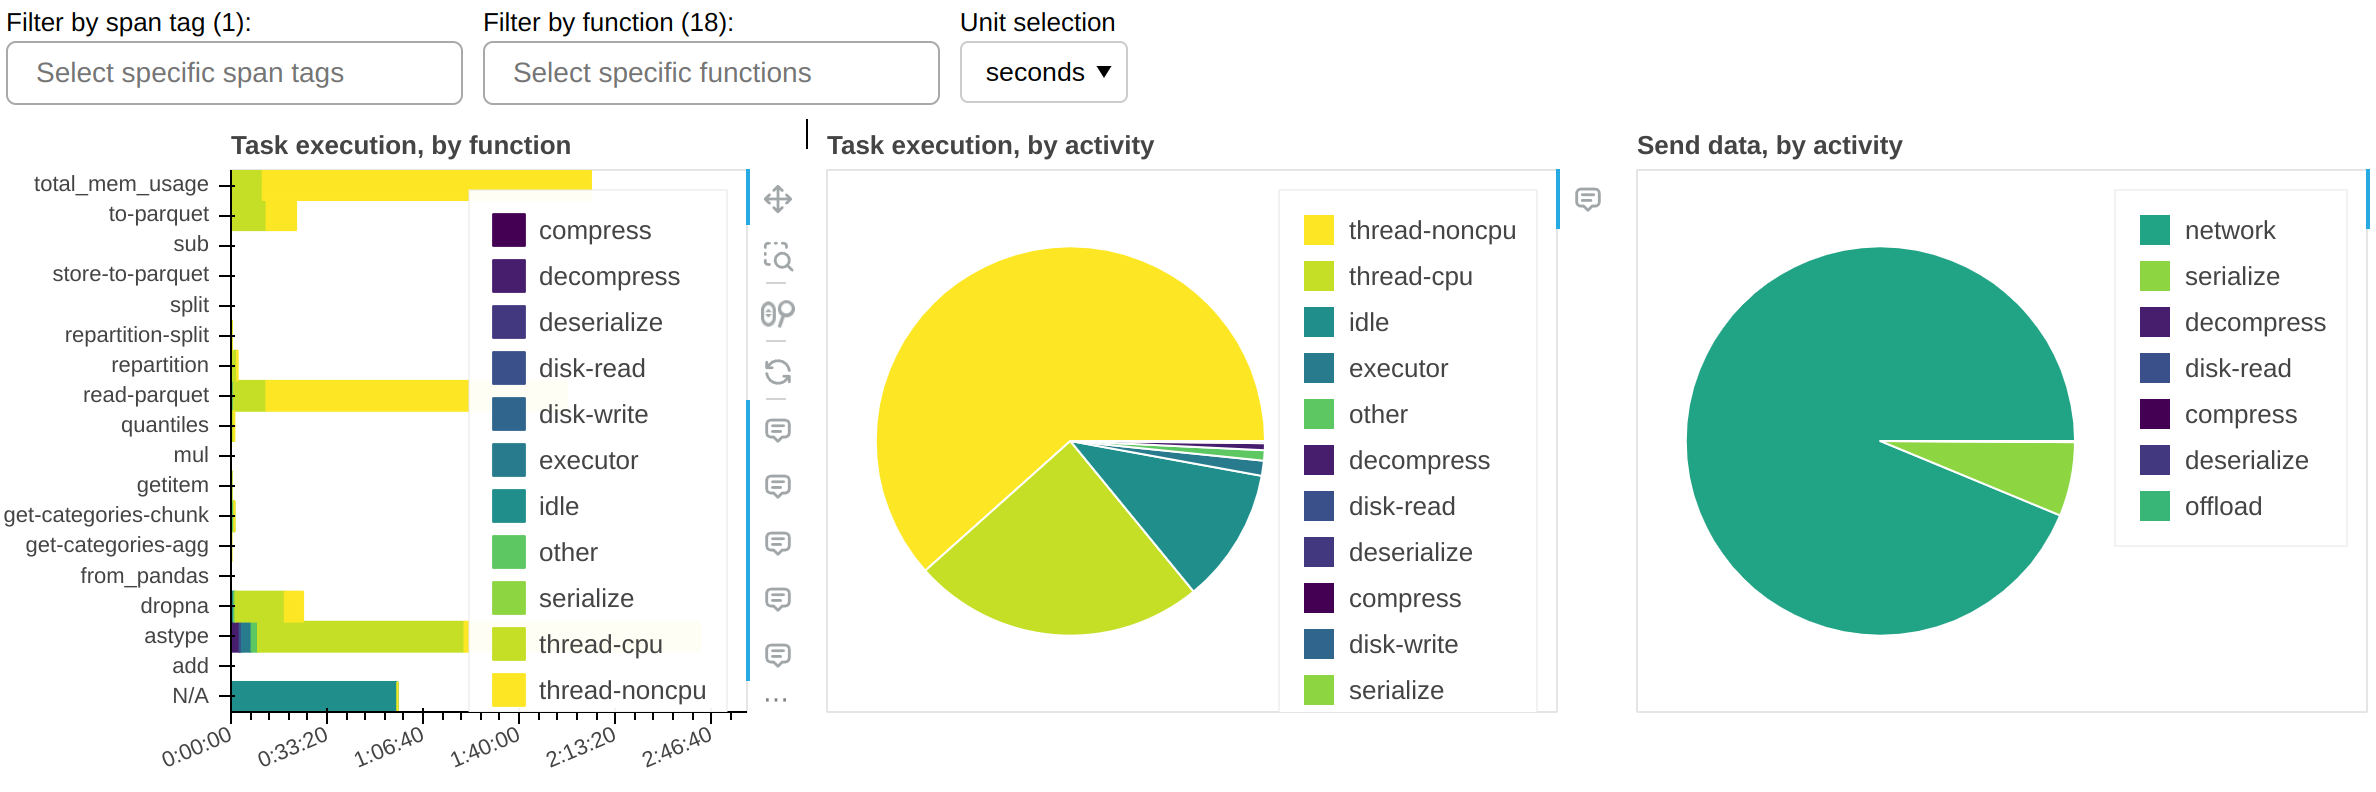 Filter by span tag (1):
Select specific span tags
Filter by function (18):
Select specific functions
Unit selection
seconds
Task execution, by function
total_mem_usage
to-parquet
sub
store-to-parquet
split
repartition-split
repartition
read-parquet
quantiles
mul
getitem
get-categories-chunk
get-categories-agg
from_pandas
dropna
astype
add
N/A
0:00:00
0:33:20
1:06:40
1:40:00
2:13:20
2:46:40
compress
decompress
deserialize
disk-read
disk-write
executor
idle
other
serialize
thread-cpu
thread-noncpu
Task execution, by activity
thread-noncpu
thread-cpu
idle
executor
other
decompress
disk-read
deserialize
compress
disk-write
serialize
Send data, by activity
network
serialize
decompress
disk-read
compress
deserialize
offload